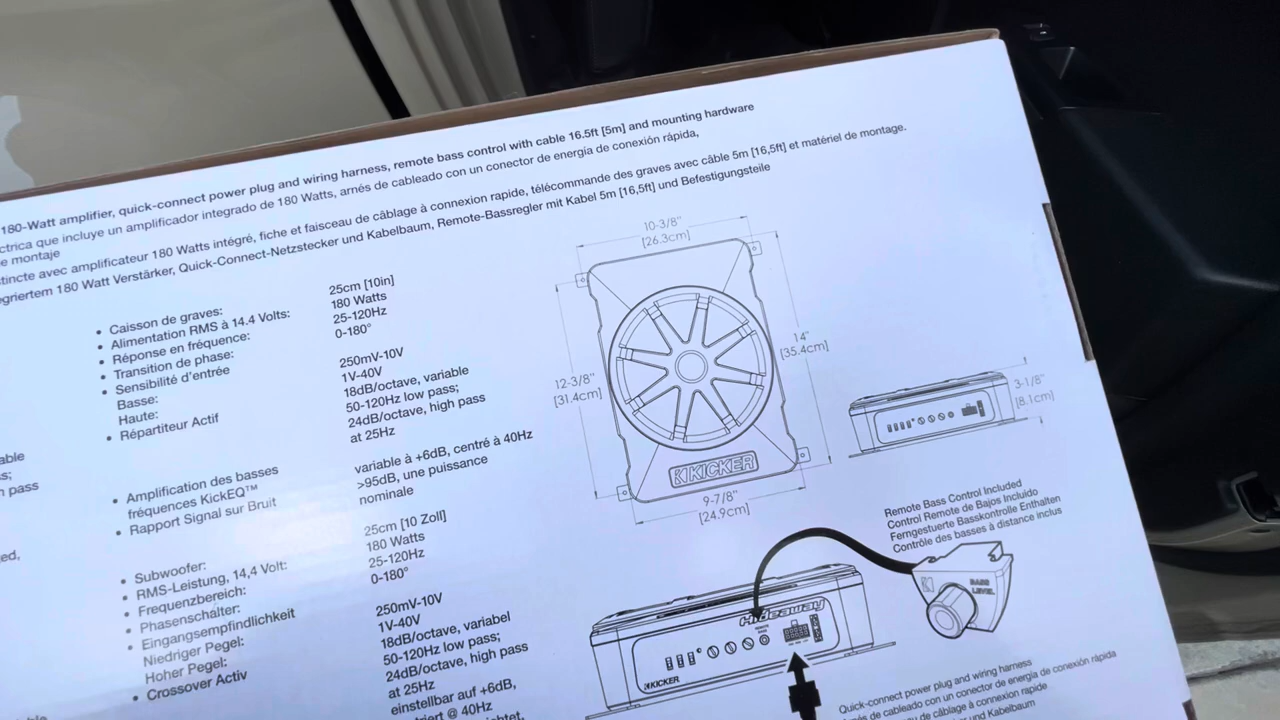 180-Watt amplifier, quick-connect power plug and wiring harness, remote bass control with cable 16.5ft [5m] and mounting hardware
ctrica que incluye un amplificador integrado de 180 Watts, arnés de cableado con un conector de energia de conexión rápida,
e montaje
stincte avec amplificateur 180 Watts intégré, fiche et faisceau de câblage à connexion rapide, télécommande des graves avec câble 5m [16,5ft] et matériel de montage.
egriertem 180 Watt Verstärker, Quick-Connect-Netzstecker und Kabelbaum, Remote-Bassregler mit Kabel 5m [16,5ft] und Befestigungsteile
able
s;
n pass
ed,
• Caisson de graves: 25cm [10in]
• Alimentation RMS à 14.4 Volts: 180 Watts
• Réponse en fréquence: 25-120Hz
• Transition de phase: 0-180°
• Sensibilité d'entrée
Basse: 250mV-10V
Haute: 1V-40V
• Répartiteur Actif 18dB/octave, variable
50-120Hz low pass;
24dB/octave, high pass
at 25Hz
• Amplification des basses variable à +6dB, centré à 40Hz
fréquences KickEQ™
• Rapport Signal sur Bruit >95dB, une puissance
nominale
• Subwoofer: 25cm [10 Zoll]
• RMS-Leistung, 14,4 Volt: 180 Watts
• Frequenzbereich: 25-120Hz
• Phasenschalter: 0-180°
• Eingangsempfindlichkeit
Niedriger Pegel: 250mV-10V
Hoher Pegel: 1V-40V
• Crossover Activ 18dB/octave, variabel
50-120Hz low pass;
24dB/octave, high pass
at 25Hz
einstellbar auf +6dB,
@ 40Hz
10-3/8"
[26.3cm]
14"
[35.4cm]
12-3/8"
[31.4cm]
KICKER
9-7/8"
[24.9cm]
3-1/8"
[8.1cm]
Remote Bass Control Included
Control Remote de Bajos Incluido
Ferngesteuerte Basskontrolle Enthalten
Contrôle des basses à distance inclus
BASS
LEVEL
Hideaway
REMOTE
BASS
KICKER
Quick-connect power plug and wiring harness
és de cableado con un conector de energia de conexión rápida
u de câblage à connexion rapide
und Kabelbaum